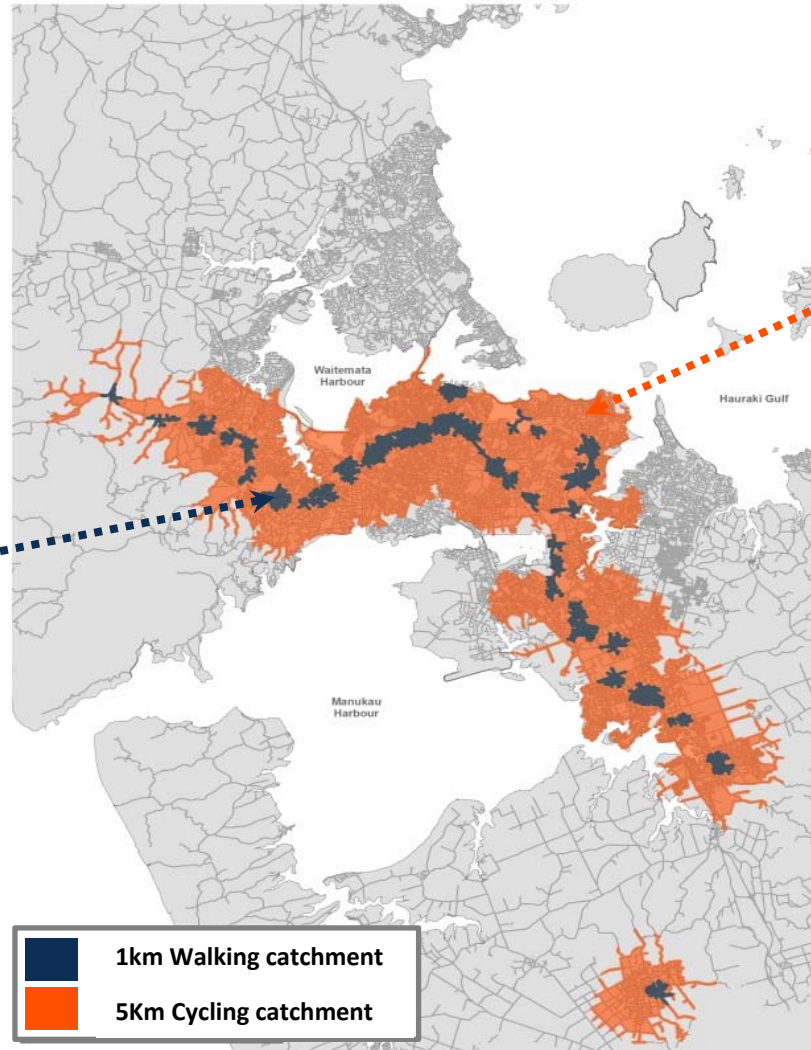 Waitemata
Harbour
Hauraki Gulf
Manukau
Harbour
1km Walking catchment
5Km Cycling catchment